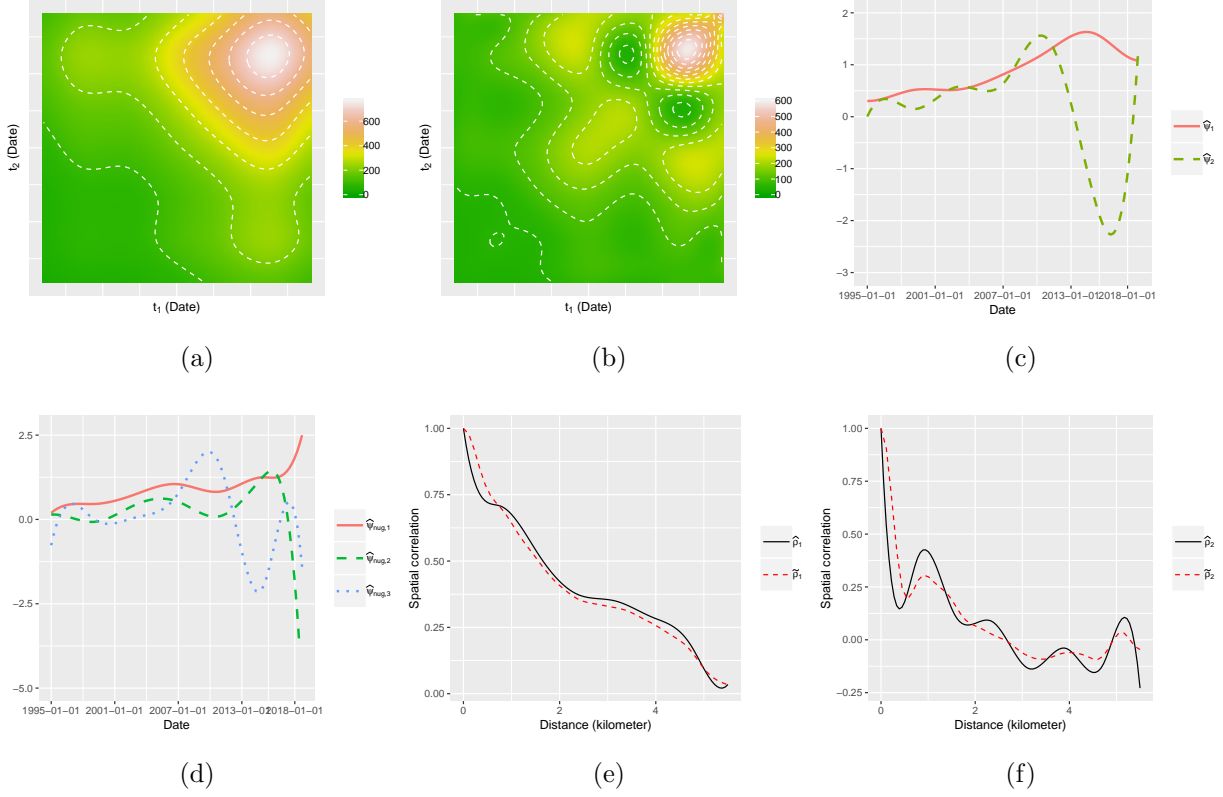 t₂ (Date)
t₁ (Date)
600
400
200
0
(a)
t₂ (Date)
t₁ (Date)
600
500
400
300
200
100
0
(b)
2
1
0
−1
−2
−3
1995−01−01
2001−01−01
2007−01−01
2013−01−01
2018−01−01
Date
ψ̂₁
ψ̂₂
(c)
2.5
0.0
−2.5
−5.0
1995−01−01
2001−01−01
2007−01−01
2013−01−01
2018−01−01
Date
ψ̂nug,1
ψ̂nug,2
ψ̂nug,3
(d)
Spatial correlation
1.00
0.75
0.50
0.25
0.00
0
2
4
Distance (kilometer)
ρ̂₁
ρ̃₁
(e)
Spatial correlation
1.00
0.75
0.50
0.25
0.00
−0.25
0
2
4
Distance (kilometer)
ρ̂₂
ρ̃₂
(f)